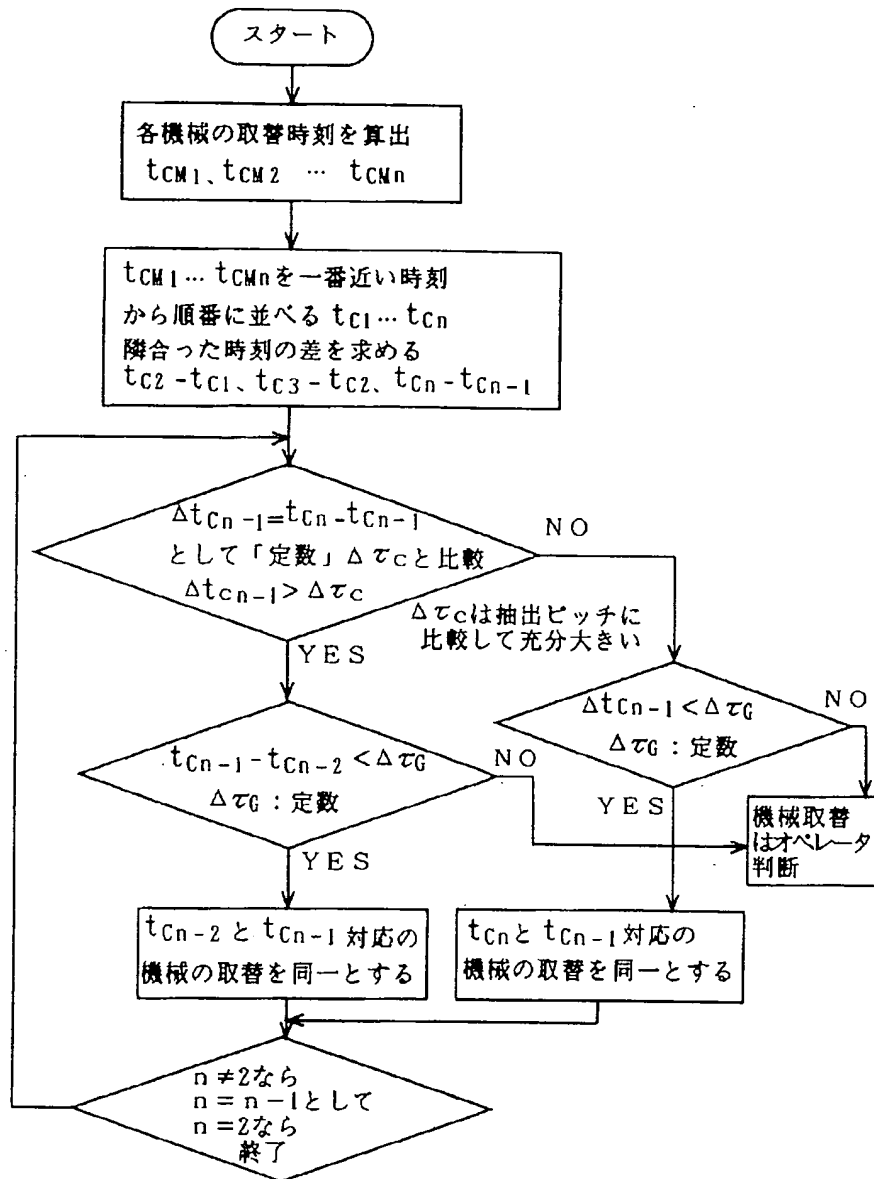 スタート
各機械の取替時刻を算出
tCM1、tCM2 … tCMn
tCM1…tCMnを一番近い時刻
から順番に並べる tC1…tCn
隣合った時刻の差を求める
tC2-tC1、tC3-tC2、tCn-tCn-1
ΔtCn-1=tCn-tCn-1
として「定数」ΔτCと比較
ΔtCn-1>ΔτC
NO
YES
ΔτCは抽出ピッチに
比較して充分大きい
ΔtCn-1<ΔτG
ΔτG:定数
NO
YES
tCn-1-tCn-2<ΔτG
ΔτG:定数
NO
YES
機械取替
はオペレータ
判断
tCn-2とtCn-1対応の
機械の取替を同一とする
tCnとtCn-1対応の
機械の取替を同一とする
n≠2なら
n=n-1として
n=2なら
終了